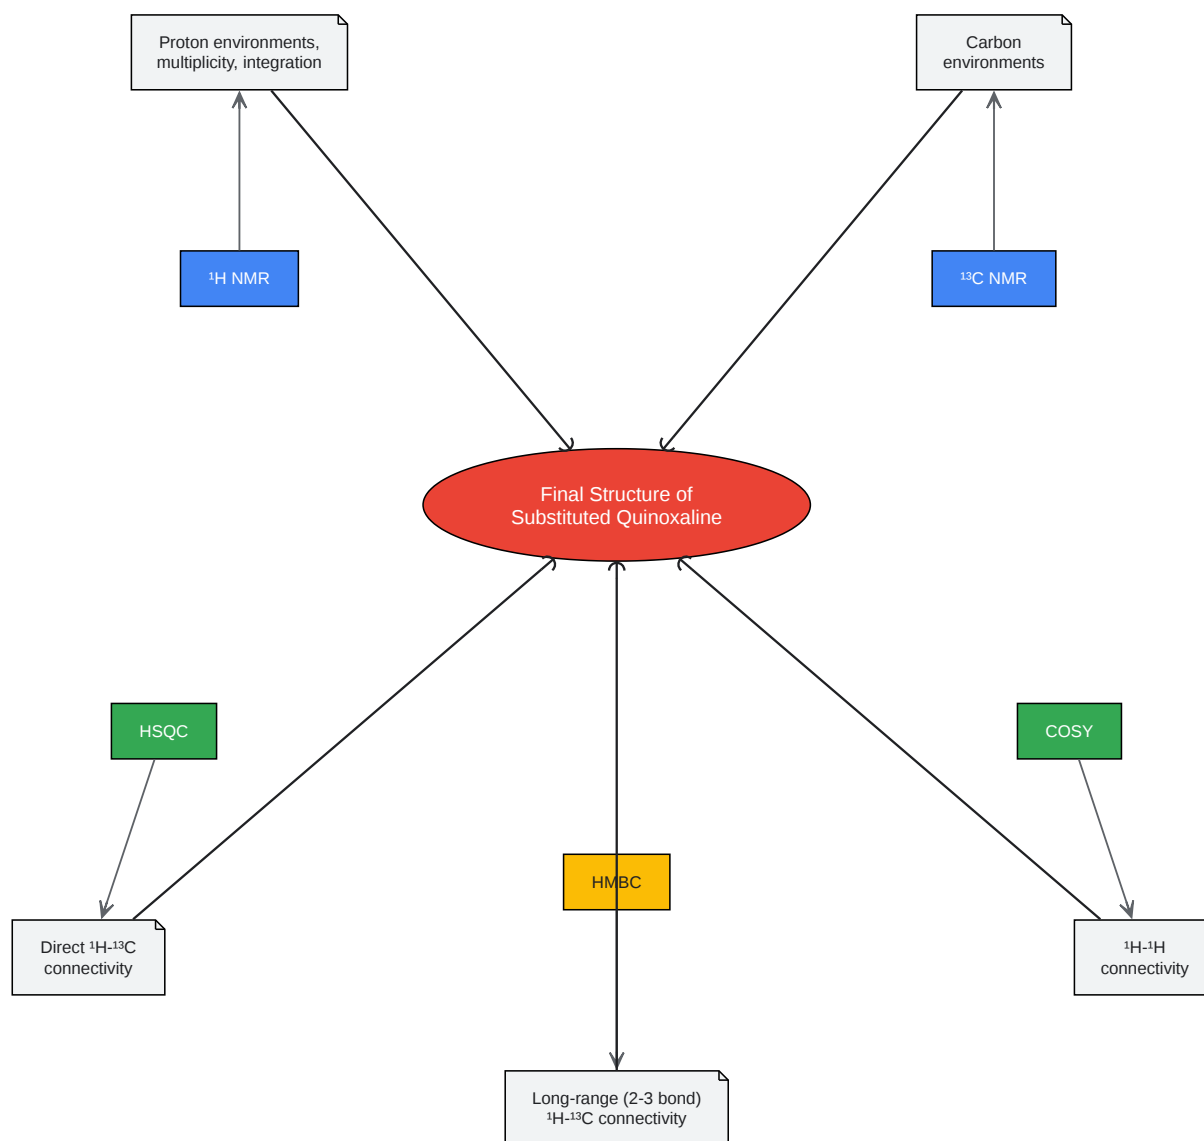 Proton environments,
multiplicity, integration
Carbon
environments
¹H NMR
¹³C NMR
Final Structure of
Substituted Quinoxaline
HSQC
COSY
HMBC
Direct ¹H-¹³C
connectivity
¹H-¹H
connectivity
Long-range (2-3 bond)
¹H-¹³C connectivity